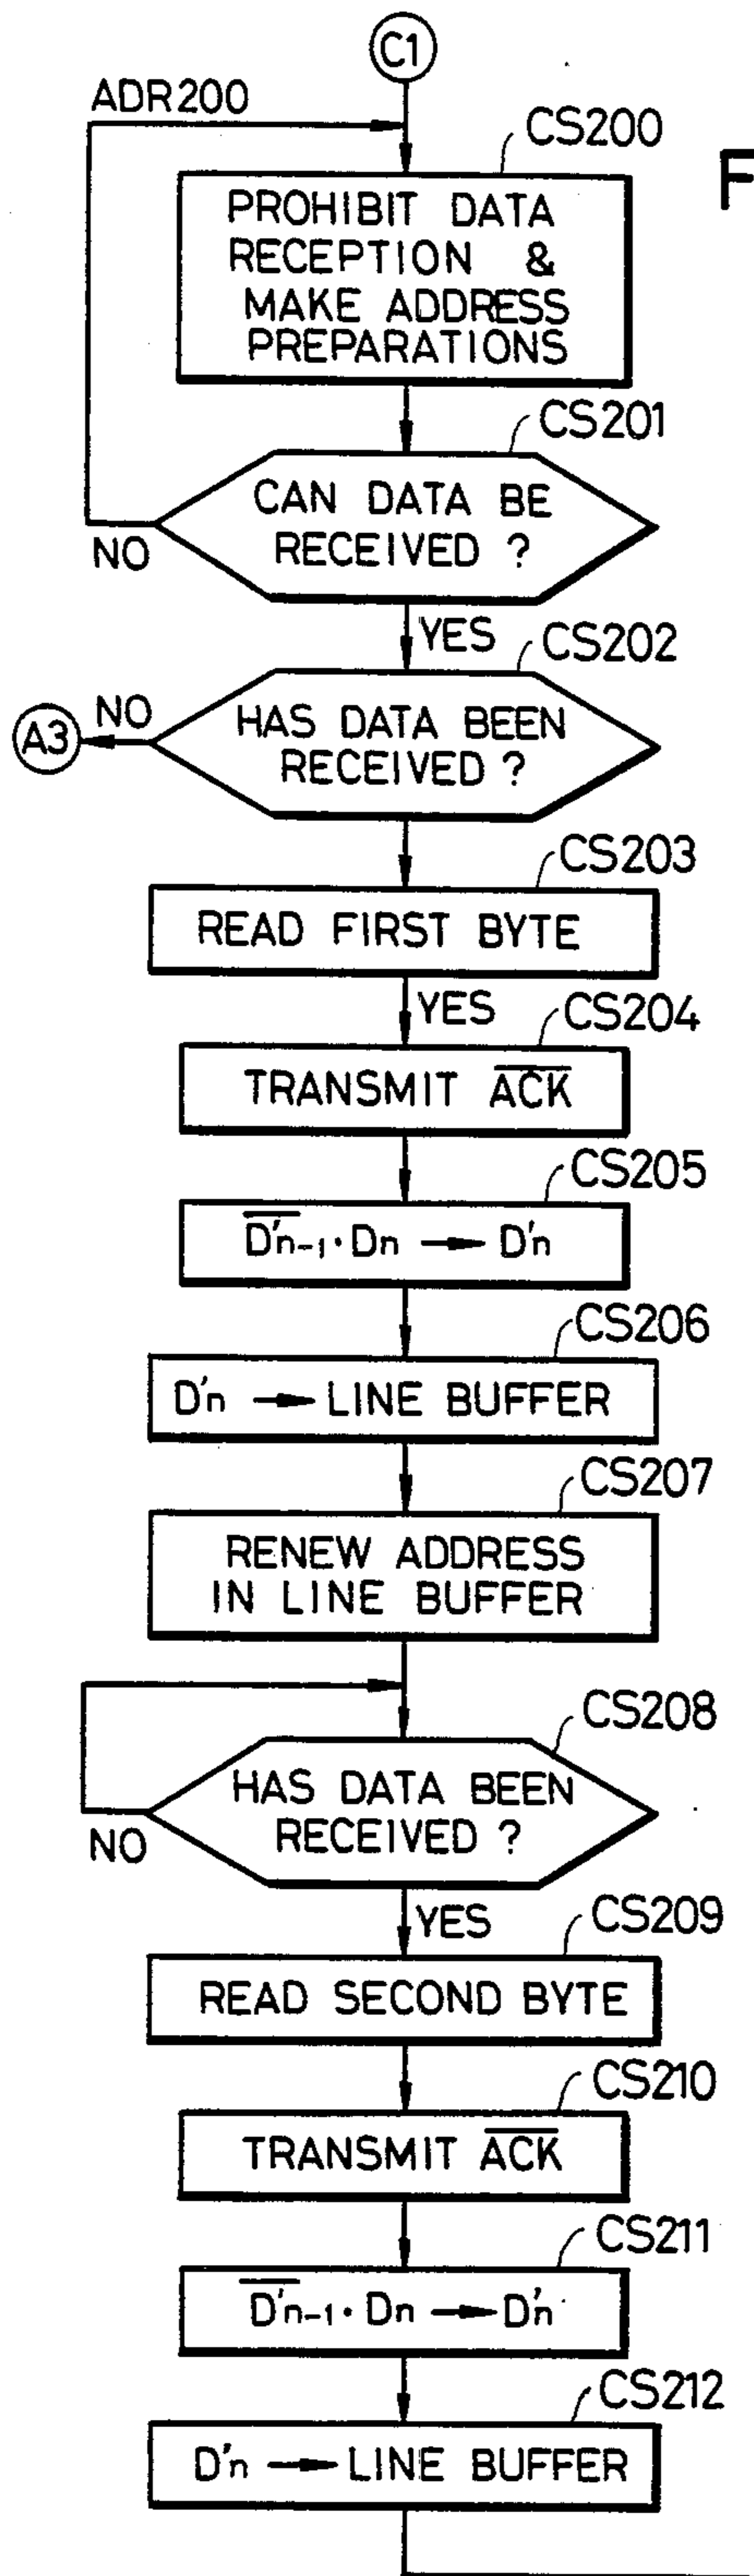 C1
ADR200
CS200
F
PROHIBIT DATA
RECEPTION &
MAKE ADDRESS
PREPARATIONS
CS201
CAN DATA BE
RECEIVED ?
NO
YES
CS202
A3
NO
HAS DATA BEEN
RECEIVED ?
CS203
READ FIRST BYTE
YES
CS204
TRANSMIT A̅C̅K̅
CS205
D̅'̅n̅-1・Dn → D'n
CS206
D'n → LINE BUFFER
CS207
RENEW ADDRESS
IN LINE BUFFER
CS208
HAS DATA BEEN
RECEIVED ?
NO
YES
CS209
READ SECOND BYTE
CS210
TRANSMIT A̅C̅K̅
CS211
D̅'̅n̅-1・Dn → D'n
CS212
D'n → LINE BUFFER